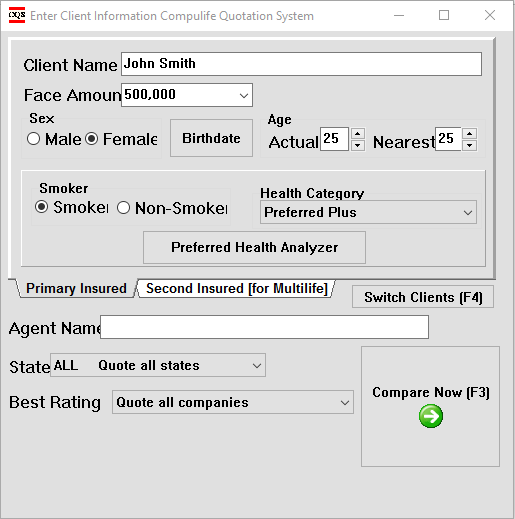 CQS Enter Client Information Compulife Quotation System
Client Name John Smith
Face Amoun 500,000
Sex
Male Female
Birthdate
Age
Actual 25 Nearest 25
Smoker
Smoker Non-Smoker
Health Category
Preferred Plus
Preferred Health Analyzer
Primary Insured Second Insured [for Multilife]
Switch Clients (F4)
Agent Name
State ALL Quote all states
Best Rating Quote all companies
Compare Now (F3)